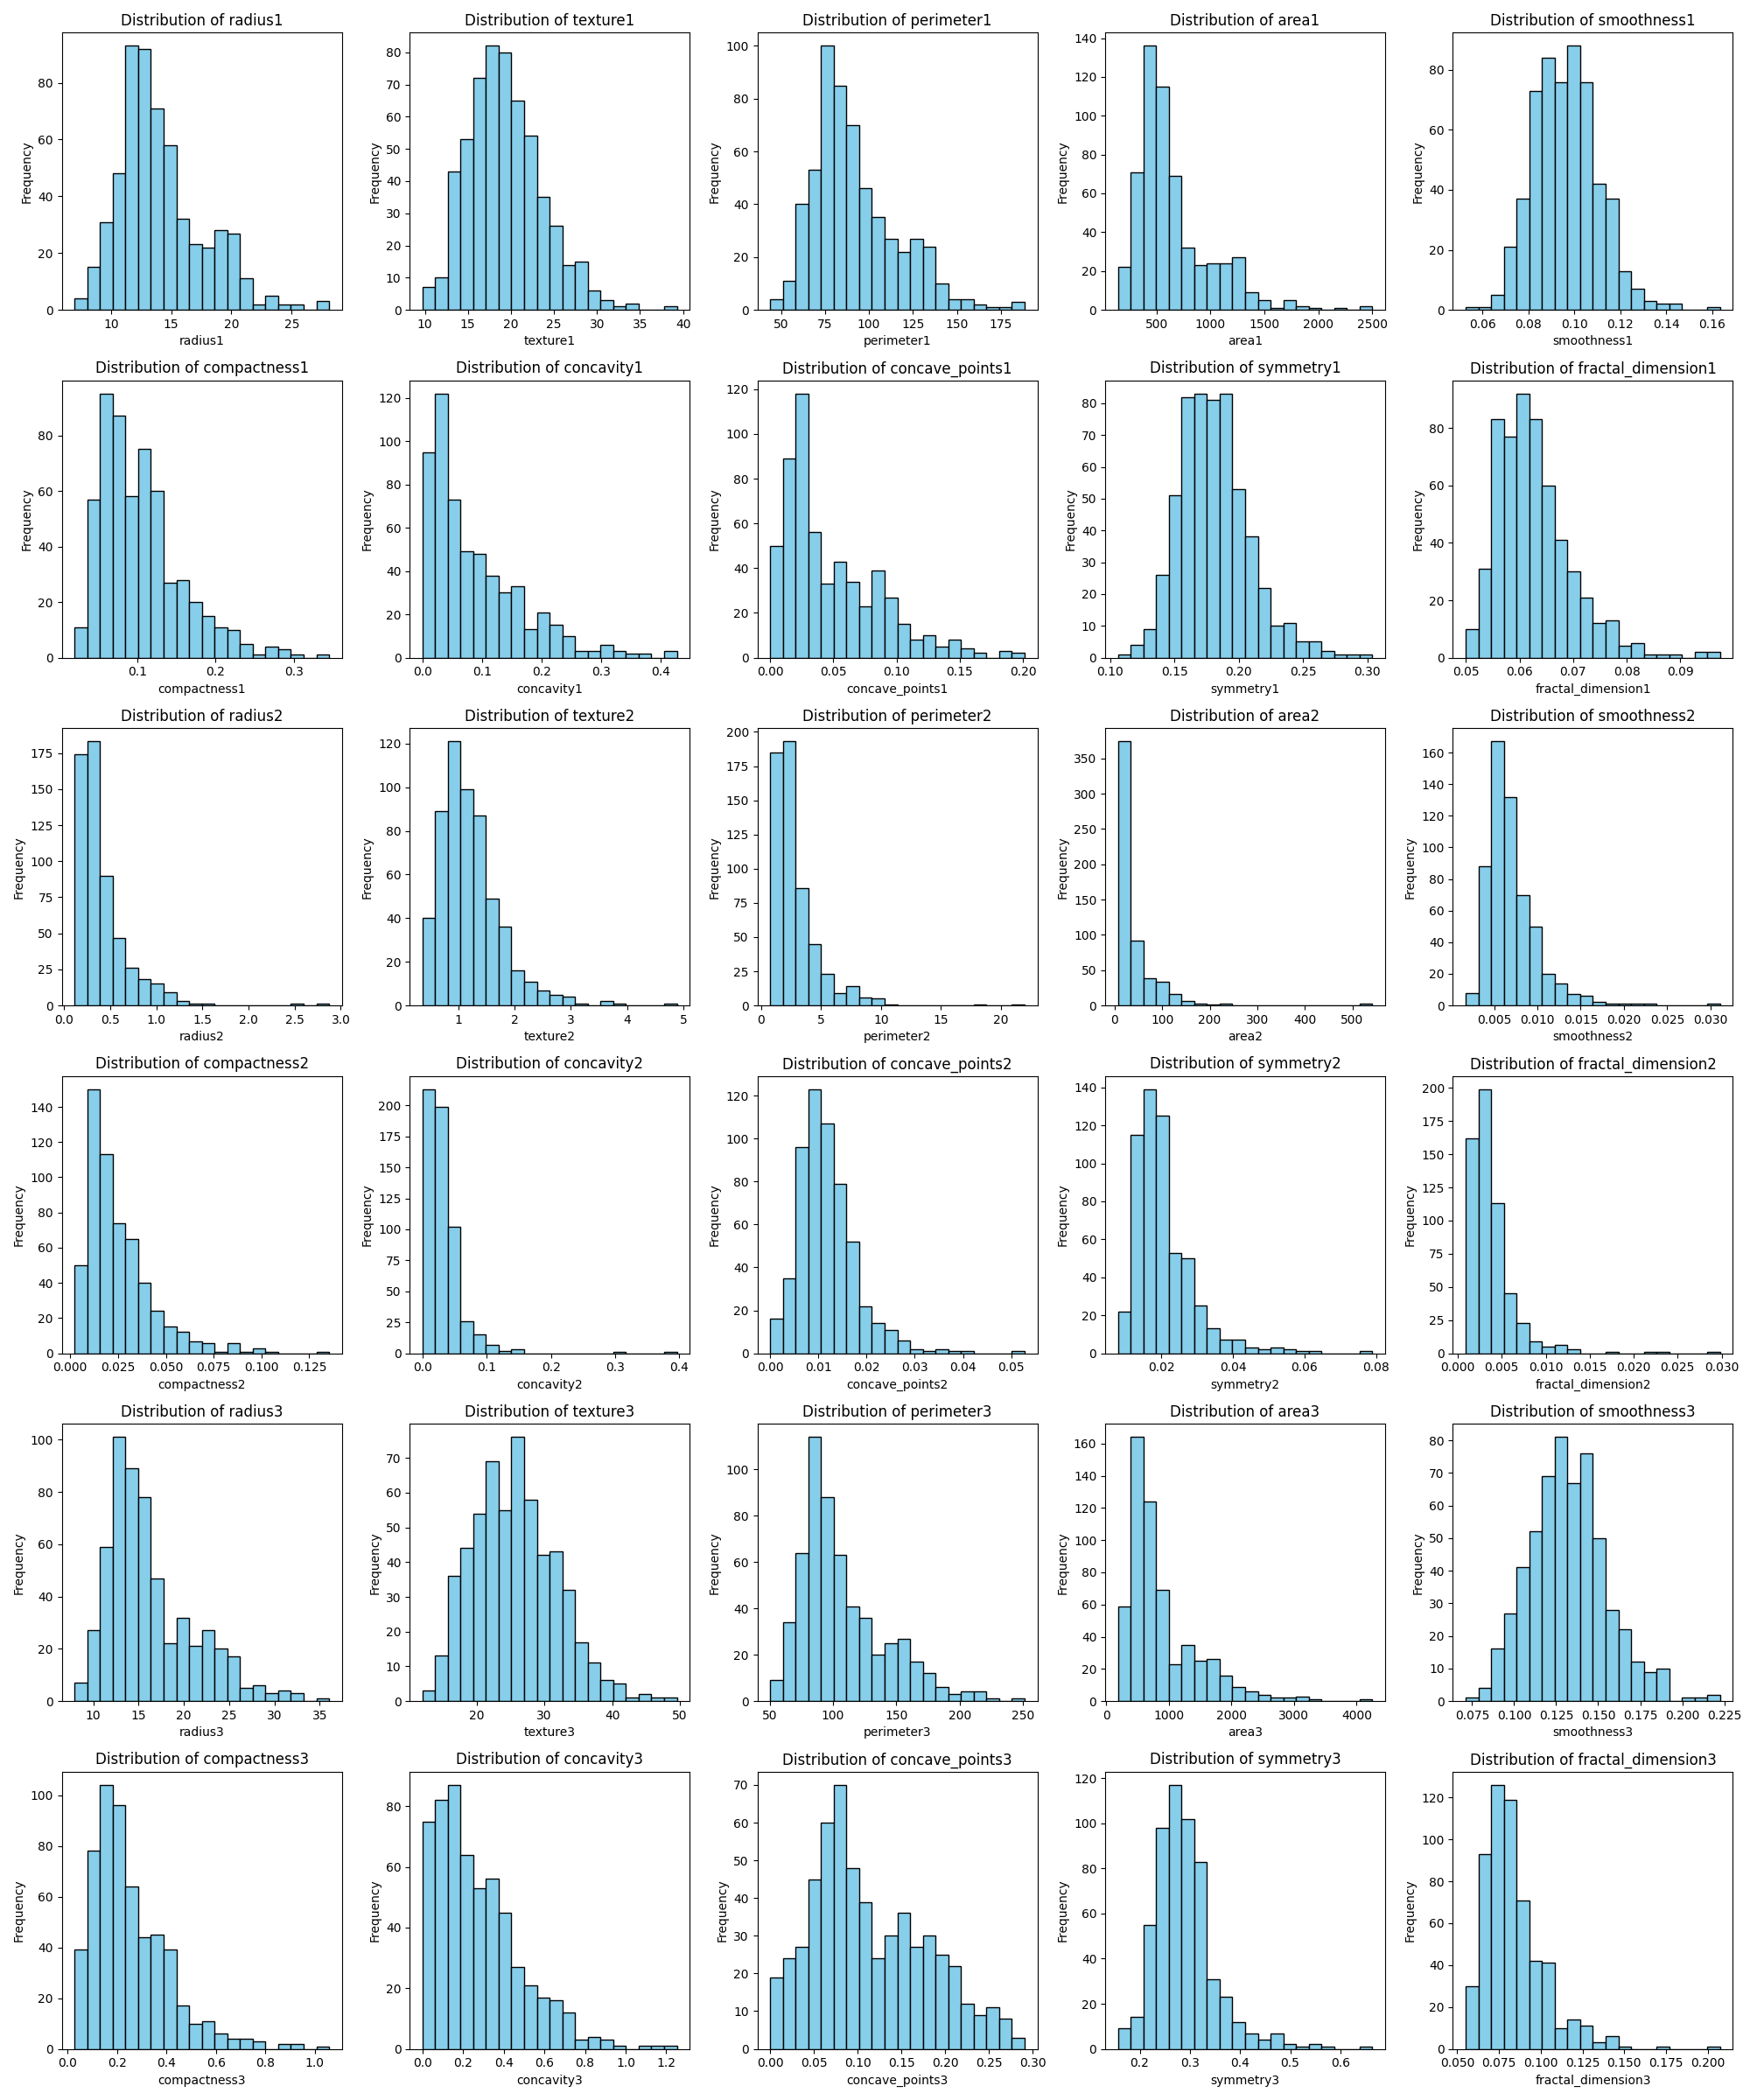 Distribution of radius1
Frequency
80
60
40
20
0
10 15 20 25
radius1
Distribution of texture1
Frequency
80
70
60
50
40
30
20
10
0
10 15 20 25 30 35 40
texture1
Distribution of perimeter1
Frequency
100
80
60
40
20
0
50 75 100 125 150 175
perimeter1
Distribution of area1
Frequency
140
120
100
80
60
40
20
0
500 1000 1500 2000 2500
area1
Distribution of smoothness1
Frequency
80
60
40
20
0
0.06 0.08 0.10 0.12 0.14 0.16
smoothness1
Distribution of compactness1
Frequency
80
60
40
20
0
0.1 0.2 0.3
compactness1
Distribution of concavity1
Frequency
120
100
80
60
40
20
0
0.0 0.1 0.2 0.3 0.4
concavity1
Distribution of concave_points1
Frequency
120
100
80
60
40
20
0
0.00 0.05 0.10 0.15 0.20
concave_points1
Distribution of symmetry1
Frequency
80
70
60
50
40
30
20
10
0
0.10 0.15 0.20 0.25 0.30
symmetry1
Distribution of fractal_dimension1
Frequency
80
60
40
20
0
0.05 0.06 0.07 0.08 0.09
fractal_dimension1
Distribution of radius2
Frequency
175
150
125
100
75
50
25
0
0.0 0.5 1.0 1.5 2.0 2.5 3.0
radius2
Distribution of texture2
Frequency
120
100
80
60
40
20
0
1 2 3 4 5
texture2
Distribution of perimeter2
Frequency
200
175
150
125
100
75
50
25
0
0 5 10 15 20
perimeter2
Distribution of area2
Frequency
350
300
250
200
150
100
50
0
0 100 200 300 400 500
area2
Distribution of smoothness2
Frequency
160
140
120
100
80
60
40
20
0
0.005 0.010 0.015 0.020 0.025 0.030
smoothness2
Distribution of compactness2
Frequency
140
120
100
80
60
40
20
0
0.000 0.025 0.050 0.075 0.100 0.125
compactness2
Distribution of concavity2
Frequency
200
175
150
125
100
75
50
25
0
0.0 0.1 0.2 0.3 0.4
concavity2
Distribution of concave_points2
Frequency
120
100
80
60
40
20
0
0.00 0.01 0.02 0.03 0.04 0.05
concave_points2
Distribution of symmetry2
Frequency
140
120
100
80
60
40
20
0
0.02 0.04 0.06 0.08
symmetry2
Distribution of fractal_dimension2
Frequency
200
175
150
125
100
75
50
25
0
0.000 0.005 0.010 0.015 0.020 0.025 0.030
fractal_dimension2
Distribution of radius3
Frequency
100
80
60
40
20
0
10 15 20 25 30 35
radius3
Distribution of texture3
Frequency
70
60
50
40
30
20
10
0
20 30 40 50
texture3
Distribution of perimeter3
Frequency
100
80
60
40
20
0
50 100 150 200 250
perimeter3
Distribution of area3
Frequency
160
140
120
100
80
60
40
20
0
0 1000 2000 3000 4000
area3
Distribution of smoothness3
Frequency
80
70
60
50
40
30
20
10
0
0.075 0.100 0.125 0.150 0.175 0.200 0.225
smoothness3
Distribution of compactness3
Frequency
100
80
60
40
20
0
0.0 0.2 0.4 0.6 0.8 1.0
compactness3
Distribution of concavity3
Frequency
80
60
40
20
0
0.0 0.2 0.4 0.6 0.8 1.0 1.2
concavity3
Distribution of concave_points3
Frequency
70
60
50
40
30
20
10
0
0.00 0.05 0.10 0.15 0.20 0.25 0.30
concave_points3
Distribution of symmetry3
Frequency
120
100
80
60
40
20
0
0.2 0.3 0.4 0.5 0.6
symmetry3
Distribution of fractal_dimension3
Frequency
120
100
80
60
40
20
0
0.050 0.075 0.100 0.125 0.150 0.175 0.200
fractal_dimension3